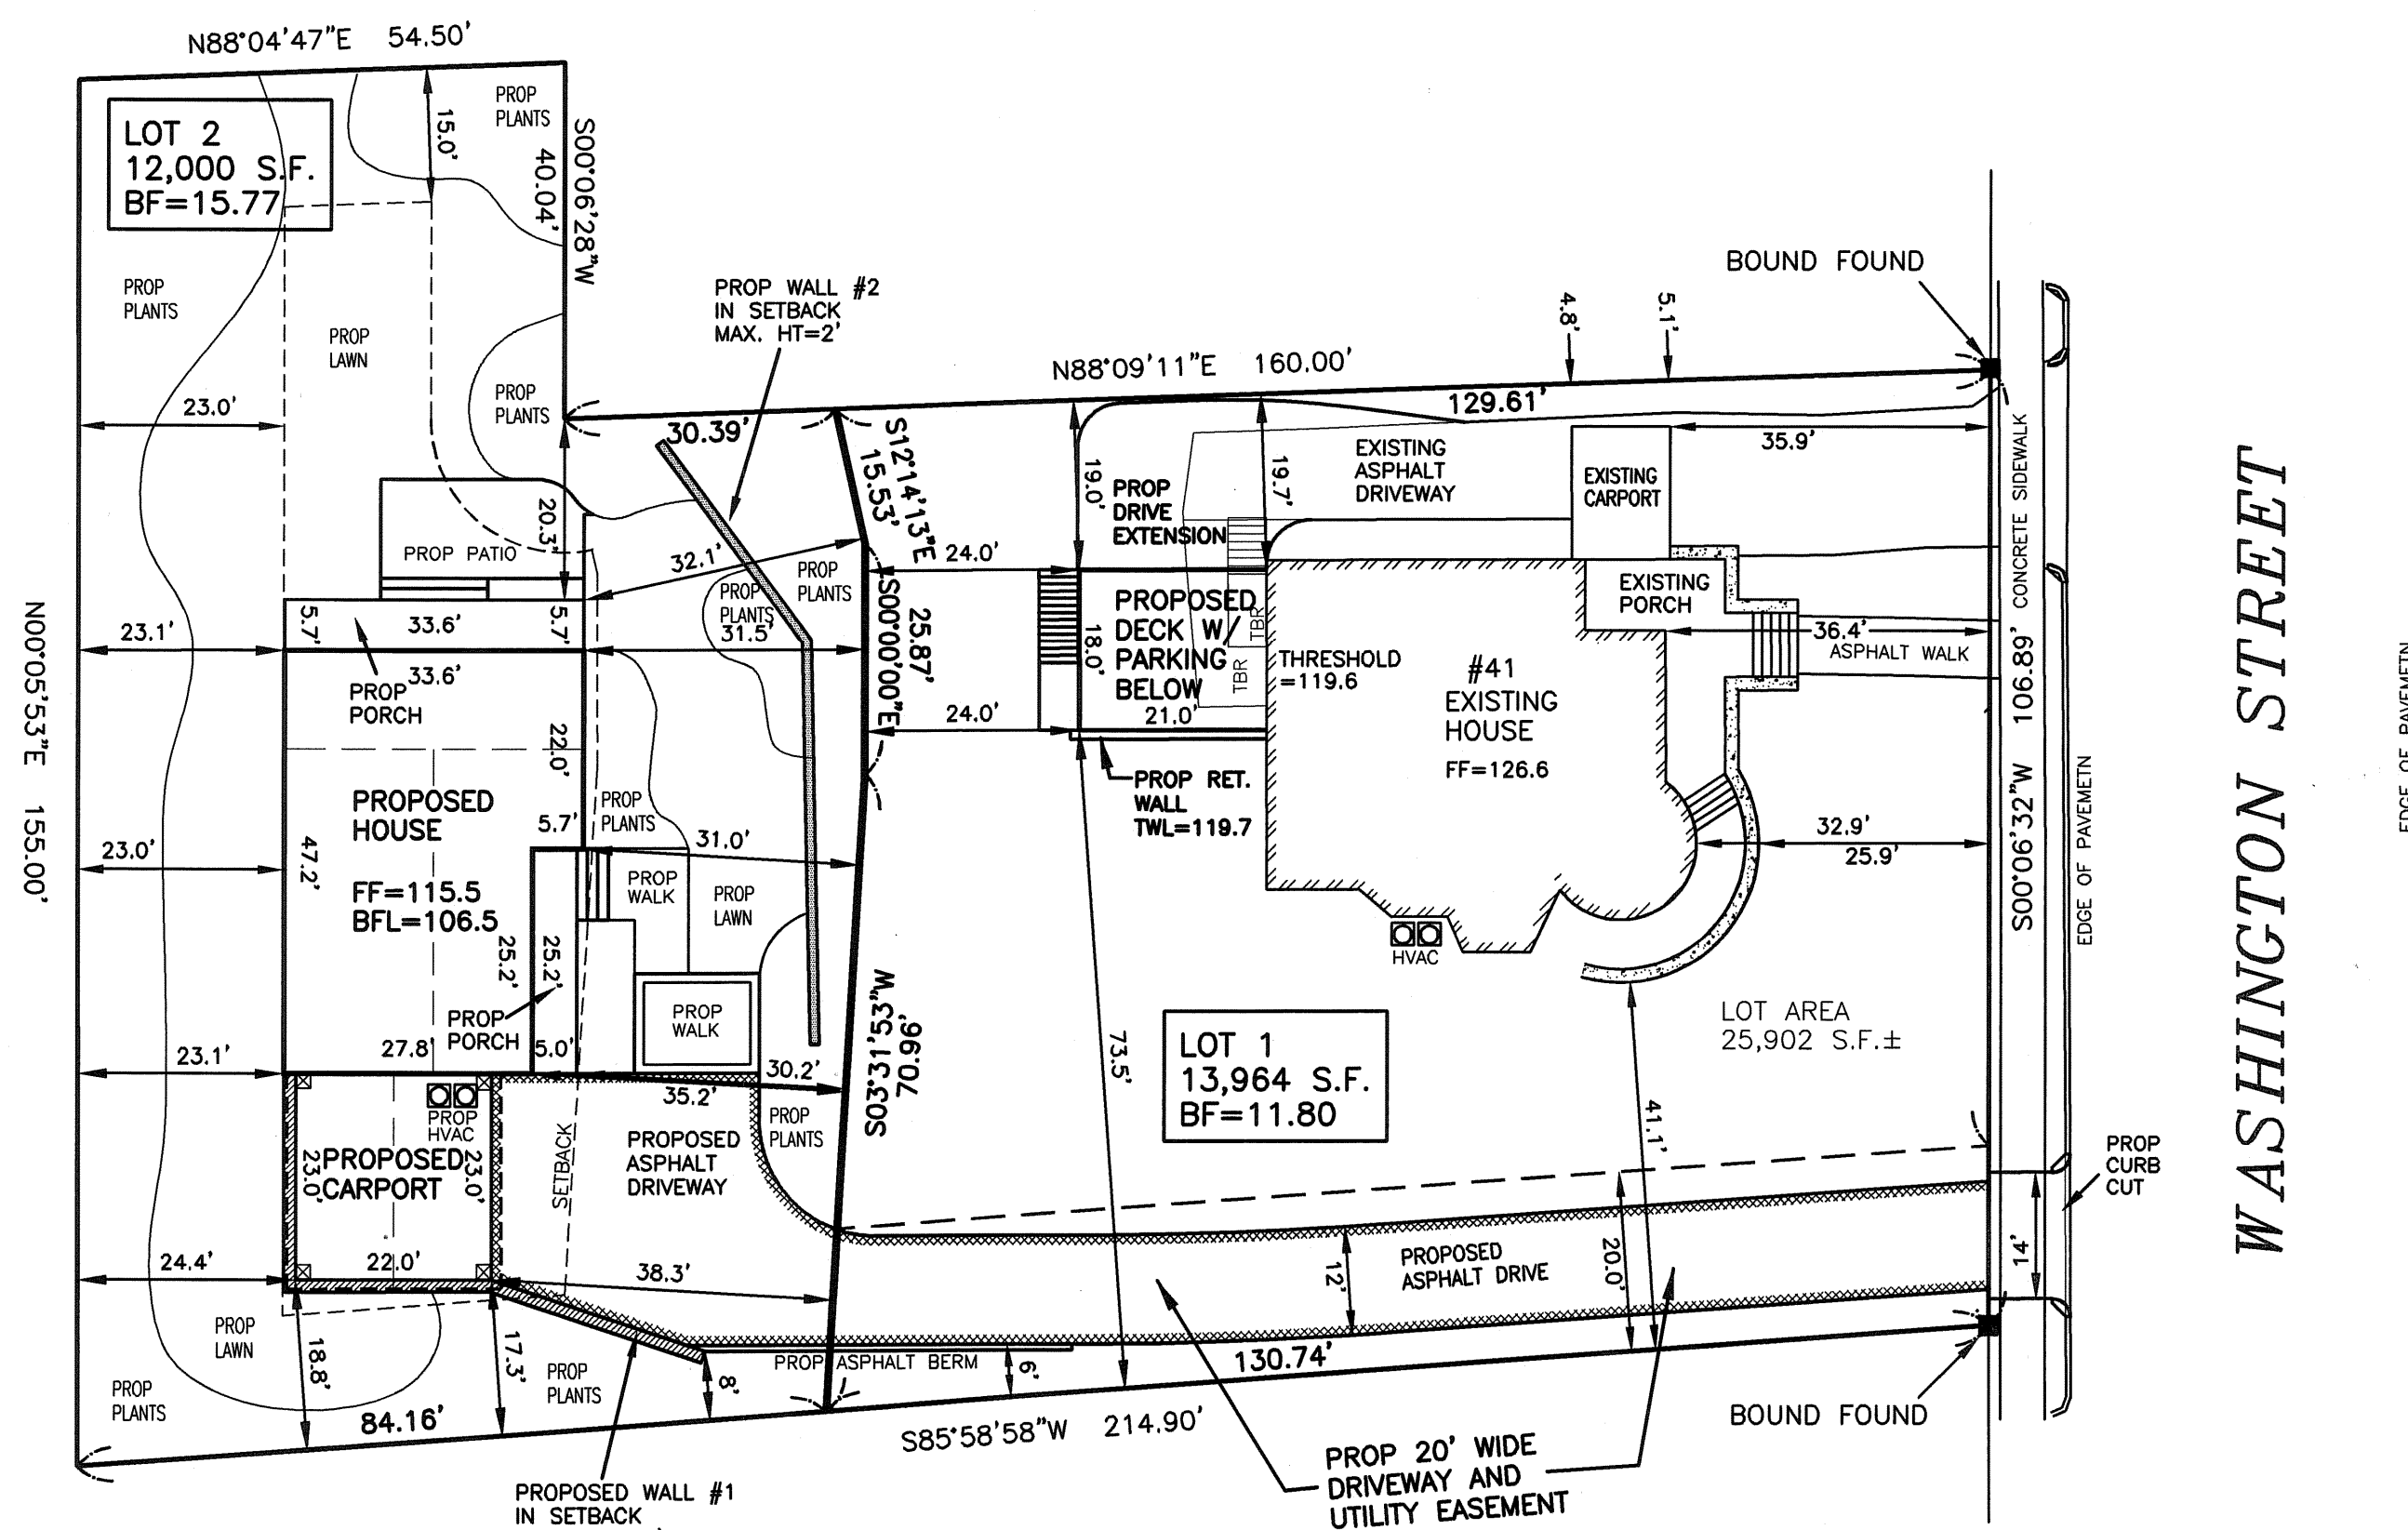 N88°04'47"E 54.50'
LOT 2
12,000 S.F.
BF=15.77
15.0'
PROP
PLANTS
S00°06'28"W
40.04'
PROP
PLANTS
PROP
LAWN
PROP
PLANTS
23.0'
PROP WALL #2
IN SETBACK
MAX. HT=2'
N88°09'11"E 160.00'
4.8'
5.1'
BOUND FOUND
30.39'
129.61'
35.9'
S12°14'13"E
15.53'
19.0'
19.7'
PROP
DRIVE
EXTENSION
EXISTING
ASPHALT
DRIVEWAY
EXISTING
CARPORT
CONCRETE SIDEWALK
20.3'
PROP PATIO
32.1'
PROP
PLANTS
PROP
PLANTS
24.0'
S00°00'00"E
25.87'
PROPOSED
DECK W/
PARKING
BELOW
18.0'
TBR
TBR
21.0'
24.0'
THRESHOLD
=119.6
EXISTING
PORCH
36.4'
ASPHALT WALK
#41
EXISTING
HOUSE
FF=126.6
N00°05'53"E 155.00'
23.1'
5.7'
33.6'
5.7'
31.5'
33.6'
PROP
PORCH
22.0'
PROP RET.
WALL
TWL=119.7
PROPOSED
HOUSE
FF=115.5
BFL=106.5
47.2'
5.7'
PROP
PLANTS
31.0'
23.0'
PROP
WALK
PROP
LAWN
32.9'
25.9'
S00°06'32"W 106.89'
EDGE OF PAVEMETN
EDGE OF PAVEMETN
WASHINGTON STREET
HVAC
25.2'
25.2'
PROP
PORCH
PROP
WALK
S03°31'53"W
70.96'
73.5'
LOT 1
13,964 S.F.
BF=11.80
LOT AREA
25,902 S.F.±
41.1'
23.1'
27.8'
5.0'
30.2'
35.2'
PROP
HVAC
PROPOSED
CARPORT
23.0'
23.0'
SETBACK
PROPOSED
ASPHALT
DRIVEWAY
PROP
PLANTS
PROP
CURB
CUT
14'
24.4'
22.0'
38.3'
12'
PROPOSED
ASPHALT DRIVE
20.0'
PROP
LAWN
18.8'
17.3'
PROP
PLANTS
PROP ASPHALT BERM
8'
6'
130.74'
PROP
PLANTS
84.16'
S85°58'58"W 214.90'
BOUND FOUND
PROPOSED WALL #1
IN SETBACK
PROP 20' WIDE
DRIVEWAY AND
UTILITY EASEMENT